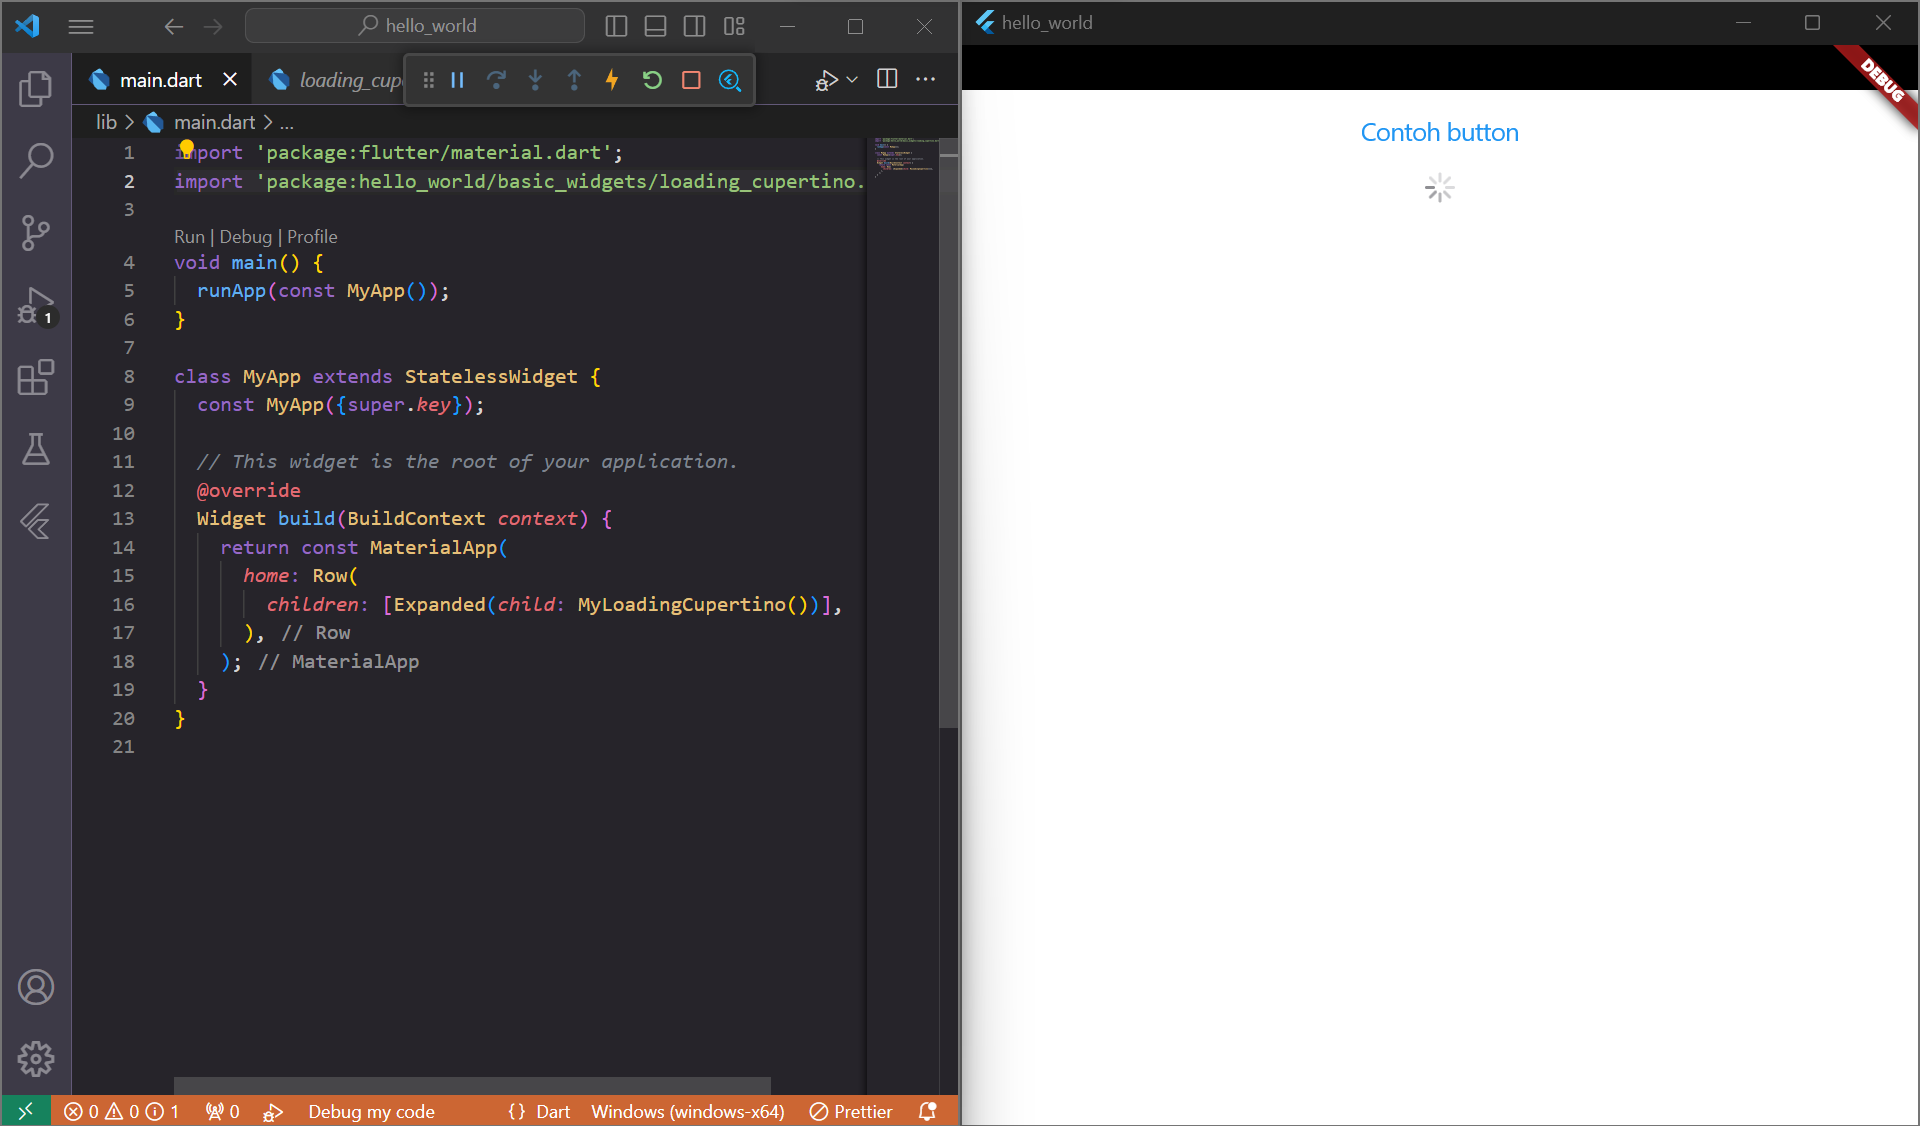 hello_world
main.dart
loading_cup
lib > main.dart > ...
1 import 'package:flutter/material.dart';
2 import 'package:hello_world/basic_widgets/loading_cupertino.
3
Run | Debug | Profile
4 void main() {
5 runApp(const MyApp());
6 }
7
8 class MyApp extends StatelessWidget {
9 const MyApp({super.key});
10
11 // This widget is the root of your application.
12 @override
13 Widget build(BuildContext context) {
14 return const MaterialApp(
15 home: Row(
16 children: [Expanded(child: MyLoadingCupertino())],
17 ), // Row
18 ); // MaterialApp
19 }
20 }
21
1
0 0 1 0 Debug my code {} Dart Windows (windows-x64) Prettier
hello_world
DEBUG
Contoh button